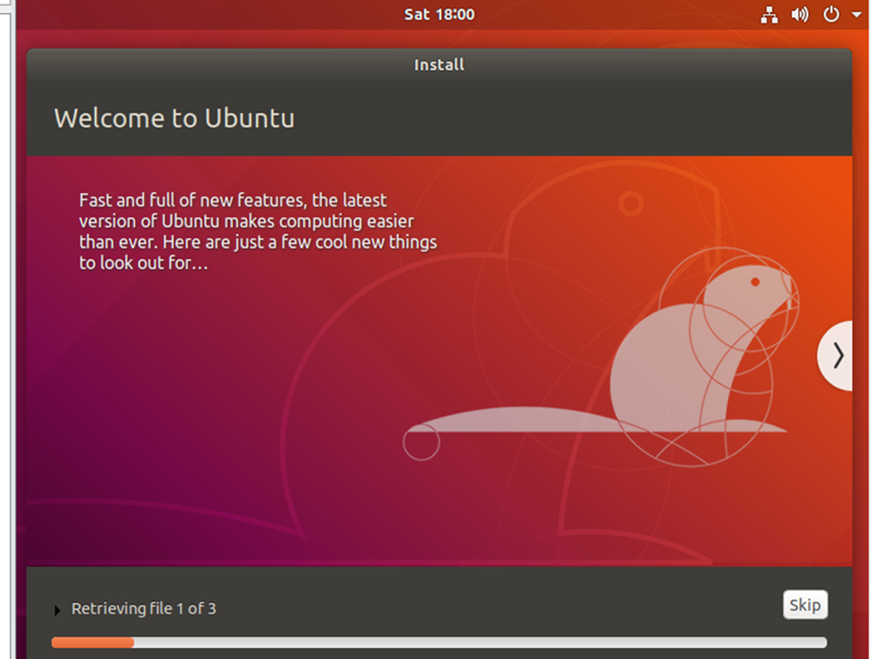 Sat 18:00
Install
Welcome to Ubuntu
Fast and full of new features, the latest
version of Ubuntu makes computing easier
than ever. Here are just a few cool new things
to look out for...
Retrieving file 1 of 3
Skip